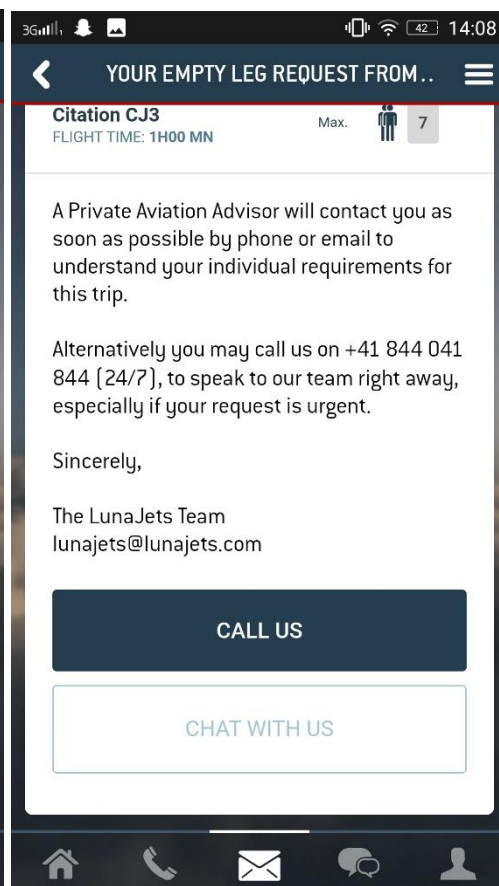 3G 42 14:08
YOUR EMPTY LEG REQUEST FROM..
Citation CJ3
FLIGHT TIME: 1H00 MN
Max. 7
A Private Aviation Advisor will contact you as
soon as possible by phone or email to
understand your individual requirements for
this trip.
Alternatively you may call us on +41 844 041
844 (24/7), to speak to our team right away,
especially if your request is urgent.
Sincerely,
The LunaJets Team
lunajets@lunajets.com
CALL US
CHAT WITH US